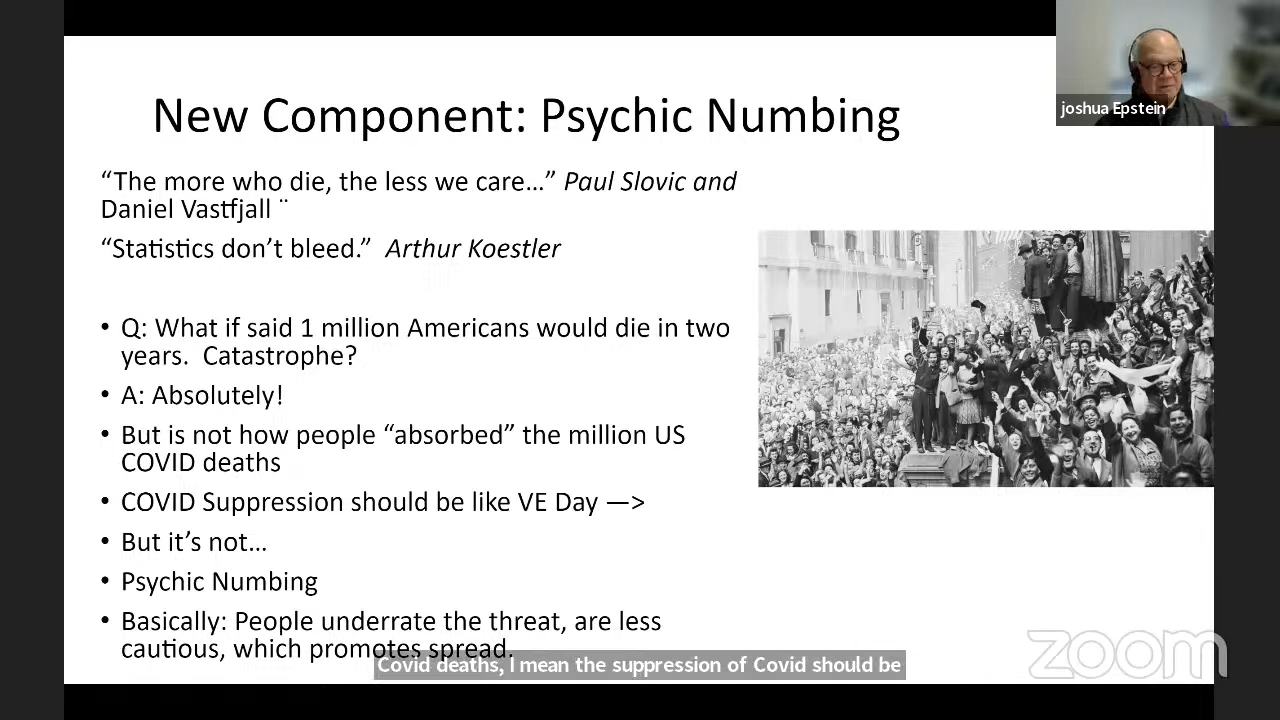 New Component: Psychic Numbing
joshua Epstein
“The more who die, the less we care…” Paul Slovic and
Daniel Vastfjall ¨
“Statistics don’t bleed.” Arthur Koestler
• Q: What if said 1 million Americans would die in two
years. Catastrophe?
• A: Absolutely!
• But is not how people “absorbed” the million US
COVID deaths
• COVID Suppression should be like VE Day —>
• But it’s not…
• Psychic Numbing
• Basically: People underrate the threat, are less
cautious, which promotes spread.
Covid deaths, I mean the suppression of Covid should be
zoom